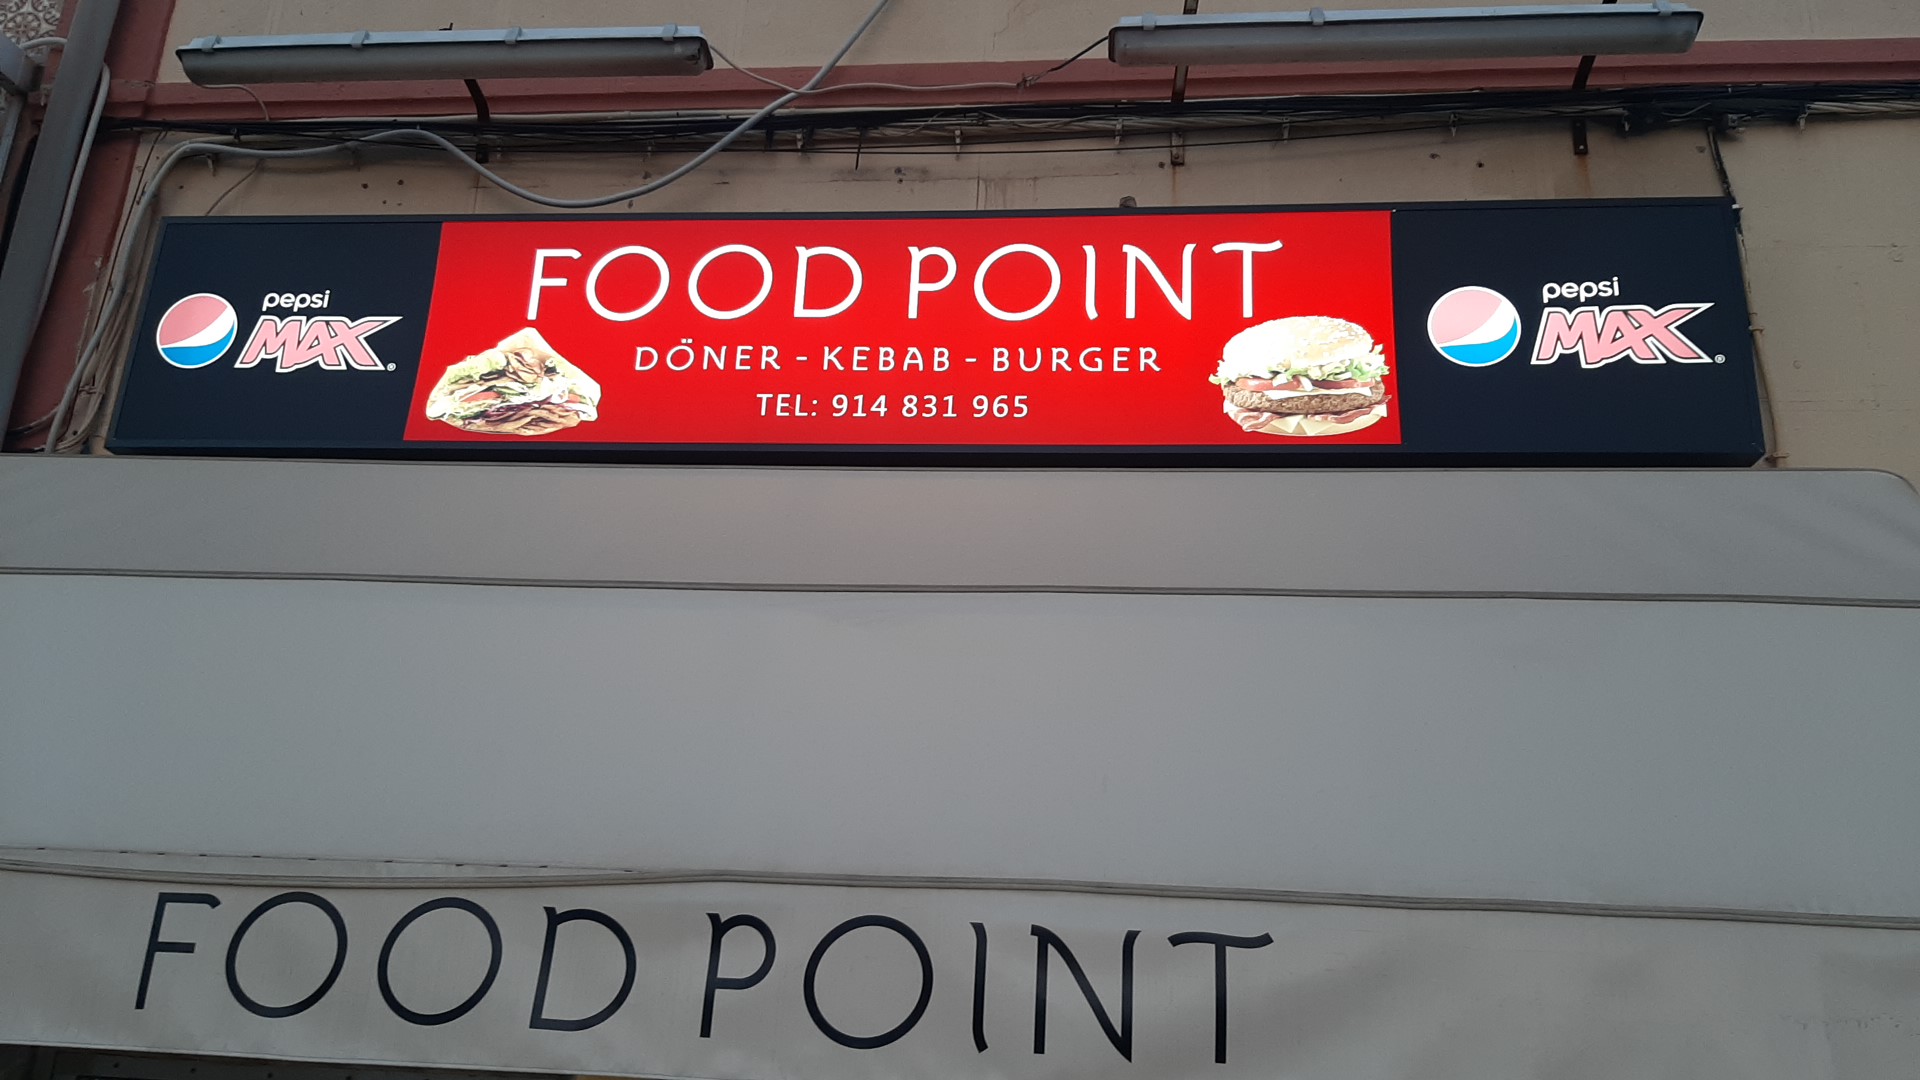 FOOD POINT
DÖNER - KEBAB - BURGER
TEL: 914 831 965
pepsi
MAX®
pepsi
MAX®
FOOD POINT